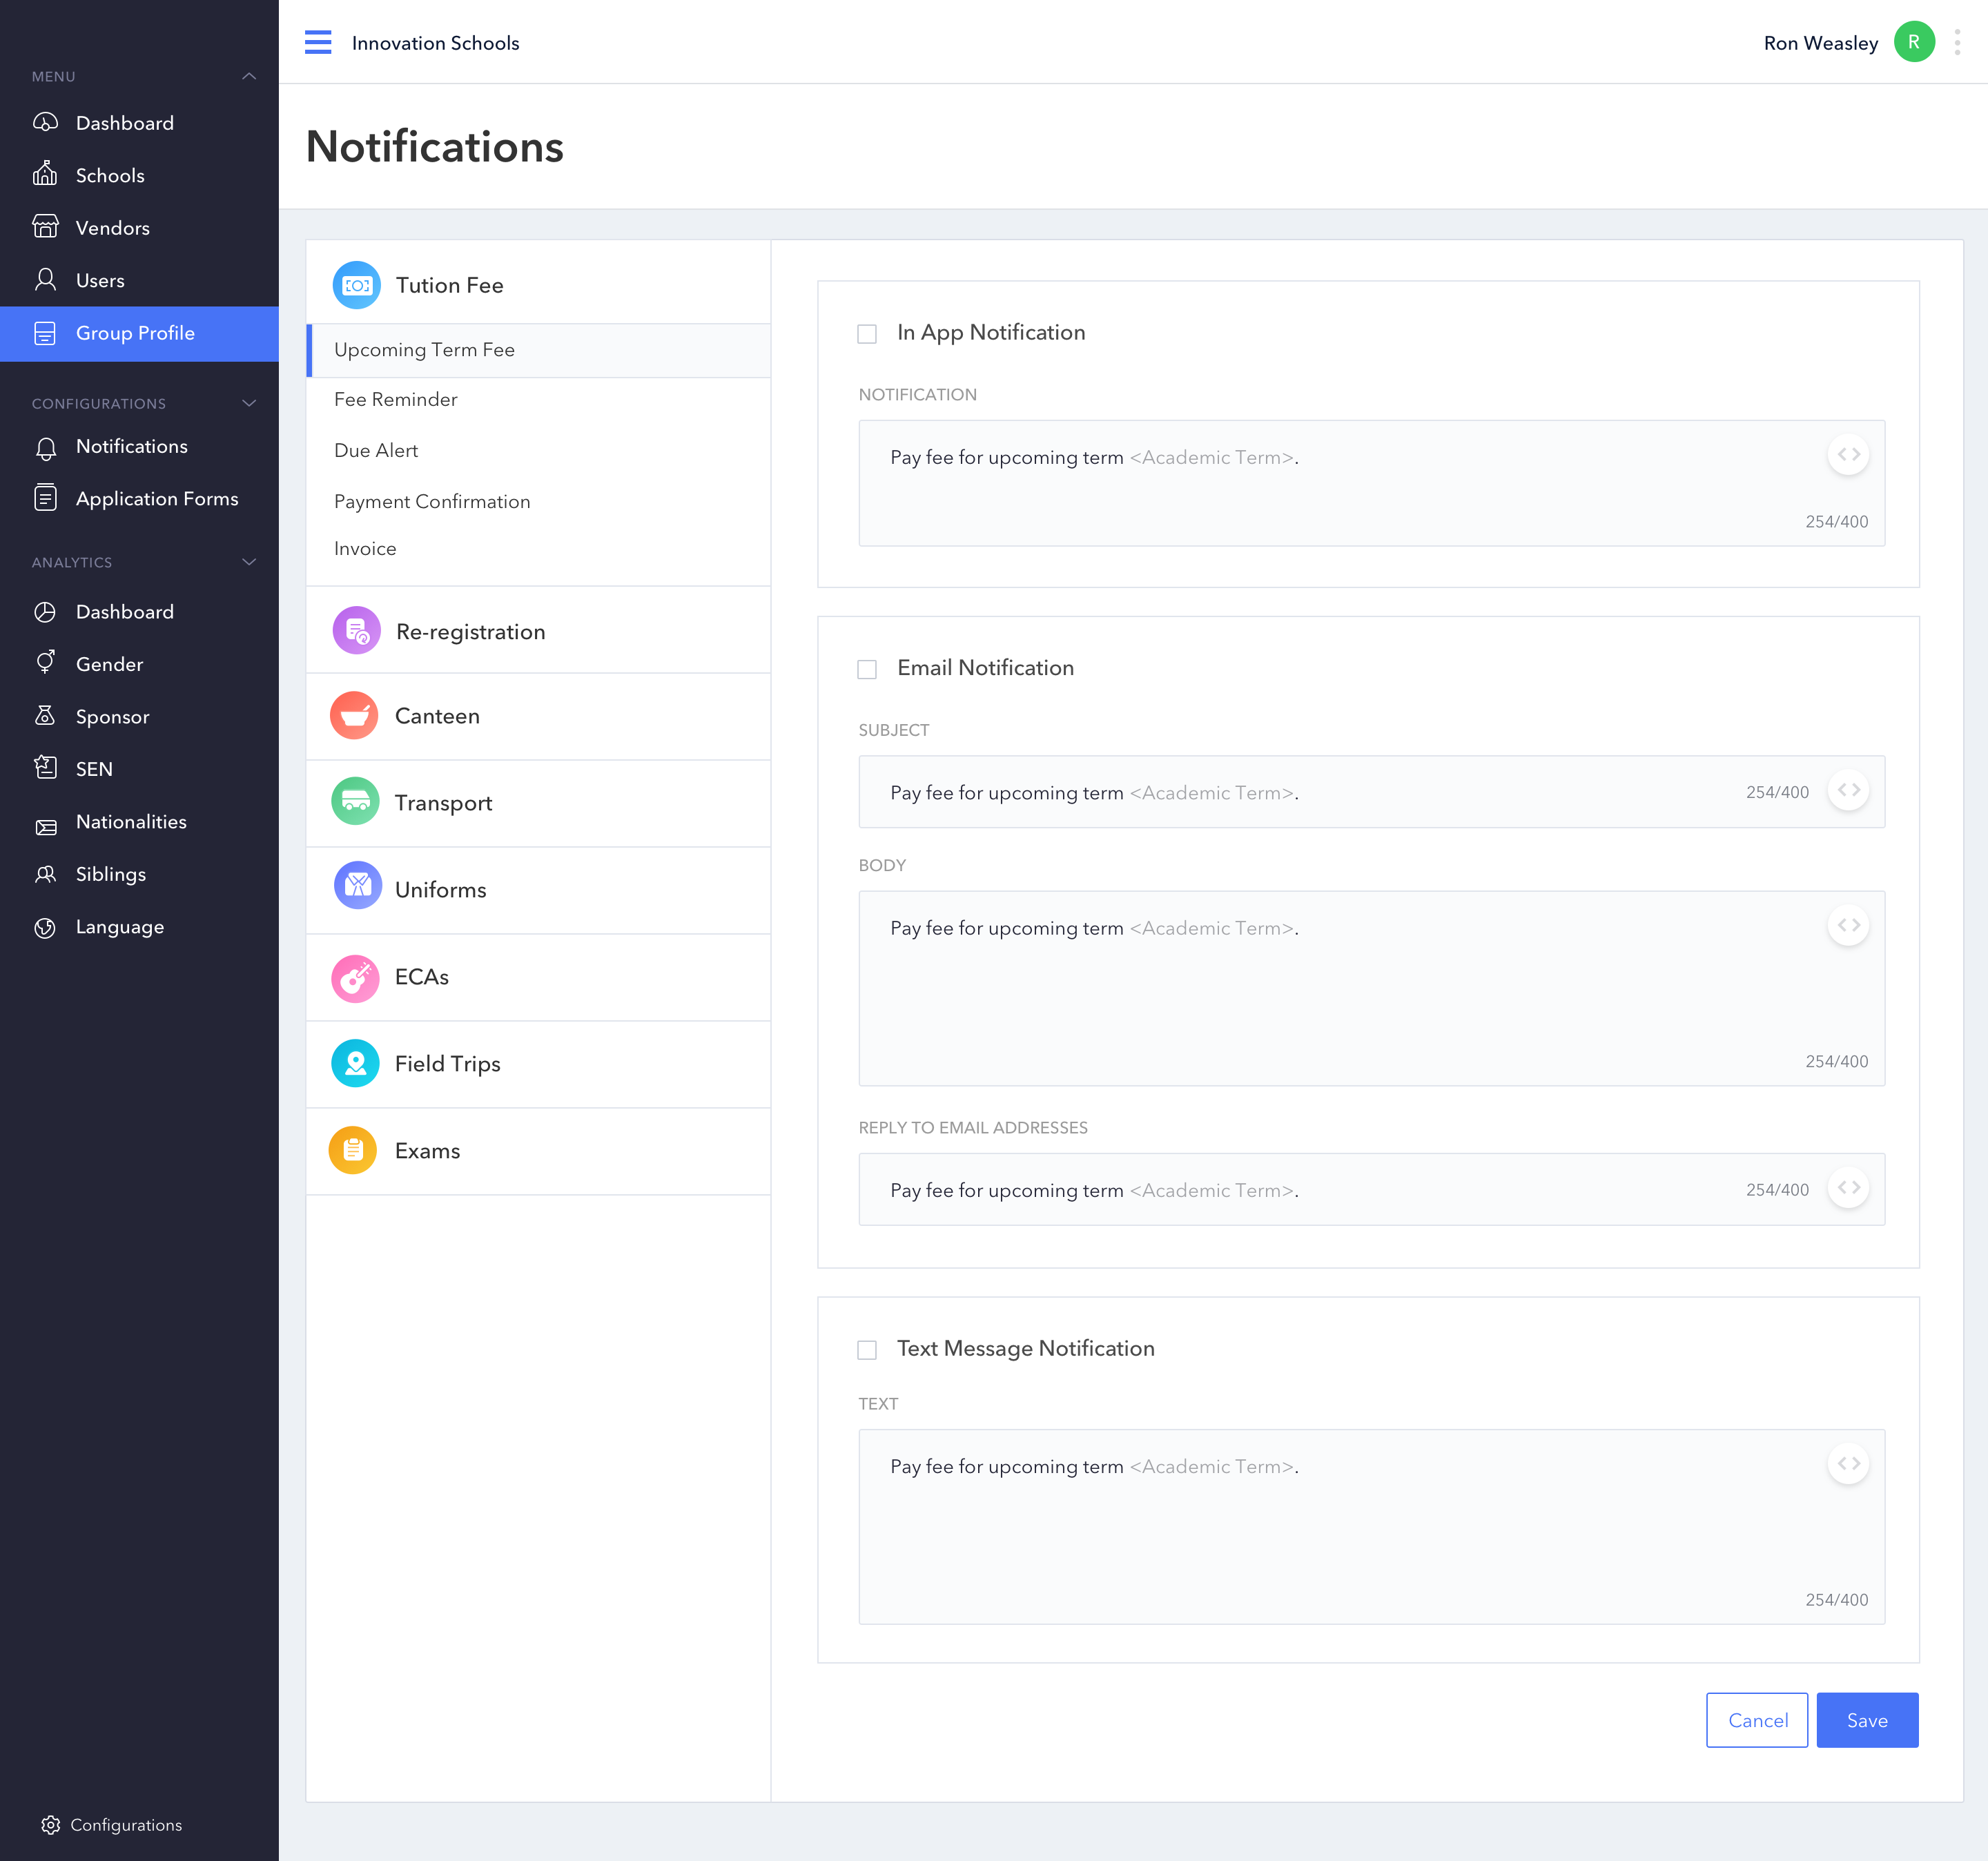 MENU
Dashboard
Schools
Vendors
Users
Group Profile
CONFIGURATIONS
Notifications
Application Forms
ANALYTICS
Dashboard
Gender
Sponsor
SEN
Nationalities
Siblings
Language
Configurations
Innovation Schools
Ron Weasley
R
Notifications
Tution Fee
Upcoming Term Fee
Fee Reminder
Due Alert
Payment Confirmation
Invoice
Re-registration
Canteen
Transport
Uniforms
ECAs
Field Trips
Exams
In App Notification
NOTIFICATION
Pay fee for upcoming term <Academic Term>.
254/400
Email Notification
SUBJECT
Pay fee for upcoming term <Academic Term>.
254/400
BODY
Pay fee for upcoming term <Academic Term>.
254/400
REPLY TO EMAIL ADDRESSES
Pay fee for upcoming term <Academic Term>.
254/400
Text Message Notification
TEXT
Pay fee for upcoming term <Academic Term>.
254/400
Cancel
Save